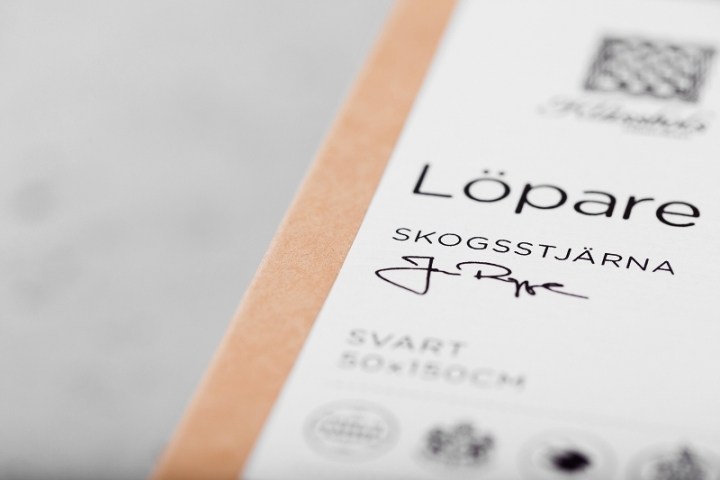 Löpare
SKOGSSTJÄRNA
SVART
50x150CM